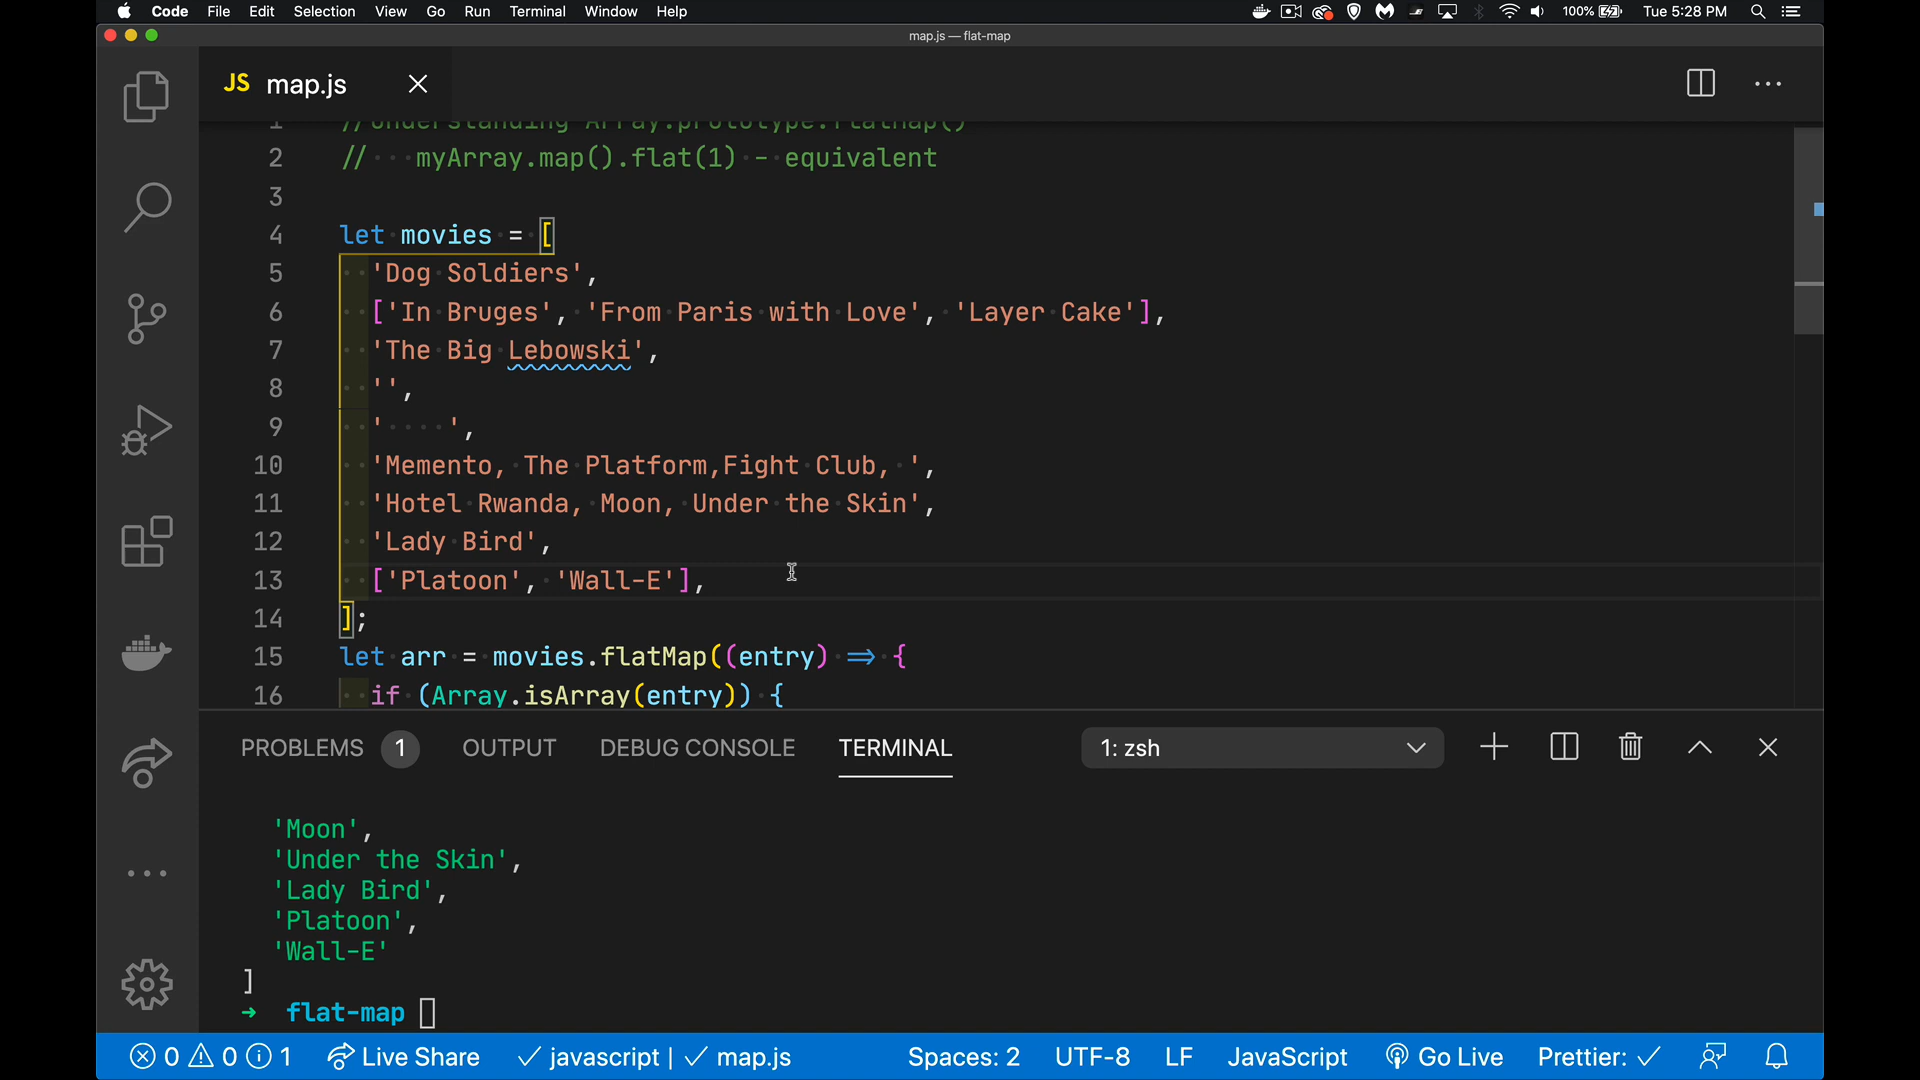 Code File Edit Selection View Go Run Terminal Window Help 100% Tue 5:28 PM
map.js — flat-map
JS map.js
1 //Understanding Array.prototype.flatMap()
2 // myArray.map().flat(1) - equivalent
3
4 let movies = [
5 'Dog Soldiers',
6 ['In Bruges', 'From Paris with Love', 'Layer Cake'],
7 'The Big Lebowski',
8 '',
9 '    ',
10 'Memento, The Platform,Fight Club, ',
11 'Hotel Rwanda, Moon, Under the Skin',
12 'Lady Bird',
13 ['Platoon', 'Wall-E'],
14 ];
15 let arr = movies.flatMap((entry) => {
16 if (Array.isArray(entry)) {
PROBLEMS 1 OUTPUT DEBUG CONSOLE TERMINAL 1: zsh
'Moon',
'Under the Skin',
'Lady Bird',
'Platoon',
'Wall-E'
]
➜ flat-map
0 0 1 Live Share ✓ javascript | ✓ map.js Spaces: 2 UTF-8 LF JavaScript Go Live Prettier: ✓